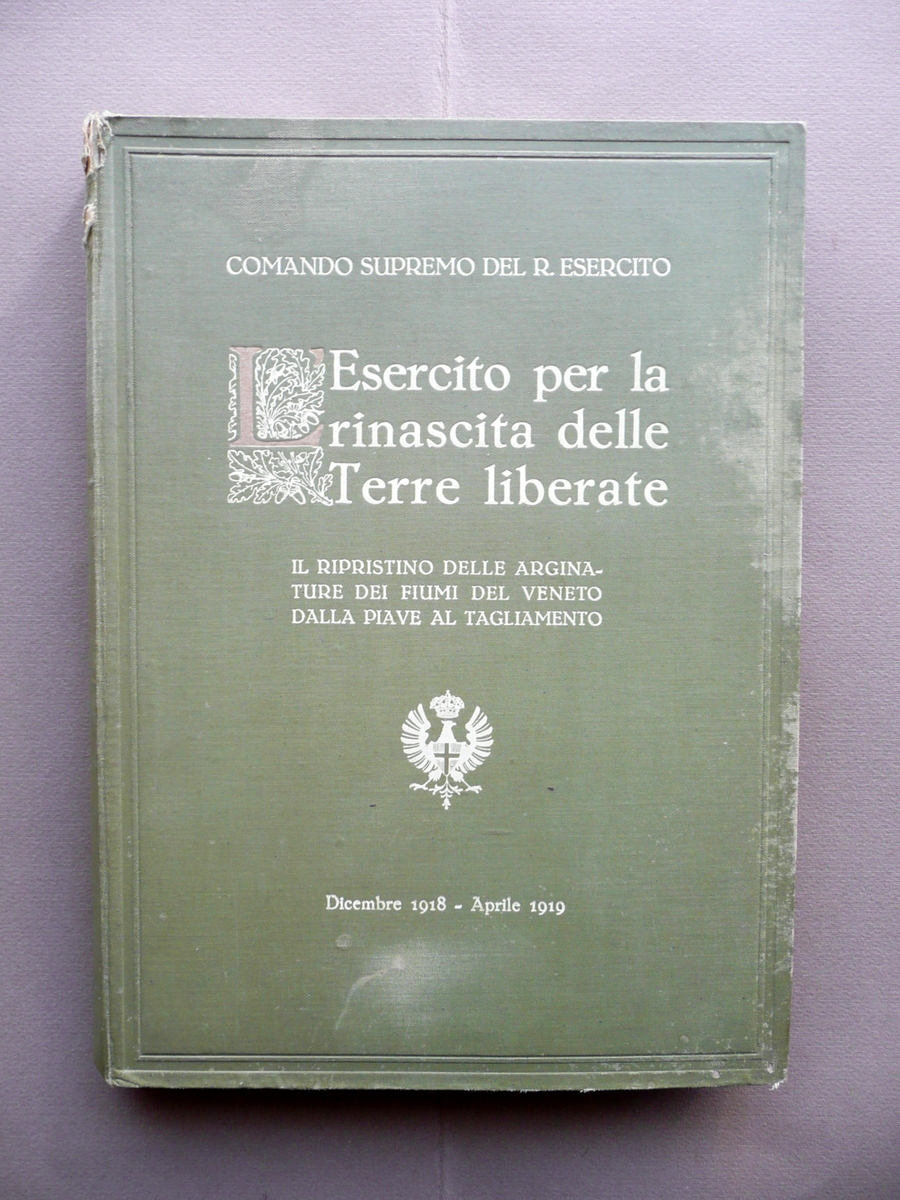 COMANDO SUPREMO DEL R. ESERCITO
L'Esercito per la
rinascita delle
Terre liberate
IL RIPRISTINO DELLE ARGINA-
TURE DEI FIUMI DEL VENETO
DALLA PIAVE AL TAGLIAMENTO
Dicembre 1918 - Aprile 1919